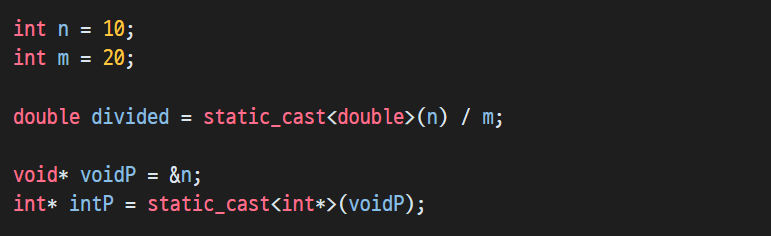 int n = 10;
int m = 20;
double divided = static_cast<double>(n) / m;
void* voidP = &n;
int* intP = static_cast<int*>(voidP);